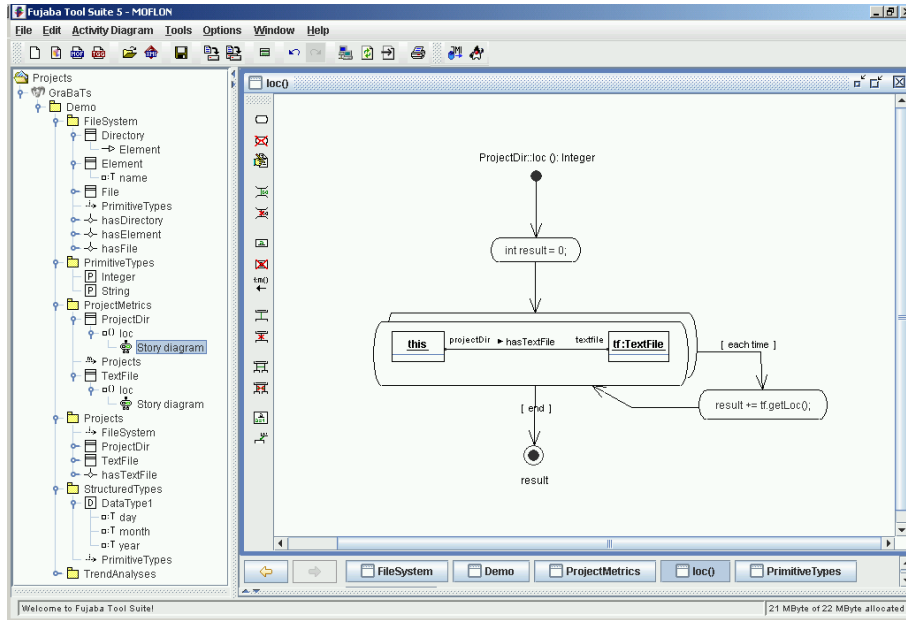 Fujaba Tool Suite 5 - MOFLON
File Edit Activity Diagram Tools Options Window Help
Projects
GraBaTs
Demo
FileSystem
Directory
Element
Element
name
File
PrimitiveTypes
hasDirectory
hasElement
hasFile
PrimitiveTypes
P Integer
P String
ProjectMetrics
ProjectDir
loc
Story diagram
Projects
TextFile
loc
Story diagram
Projects
FileSystem
ProjectDir
TextFile
hasTextFile
StructuredTypes
D DataType1
day
month
year
PrimitiveTypes
TrendAnalyses
loc()
ProjectDir::loc (): Integer
int result = 0;
this
projectDir ► hasTextFile textfile
tf:TextFile
[ each time ]
result += tf.getLoc();
[ end ]
result
FileSystem Demo ProjectMetrics loc() PrimitiveTypes
Welcome to Fujaba Tool Suite!
21 MByte of 22 MByte allocated